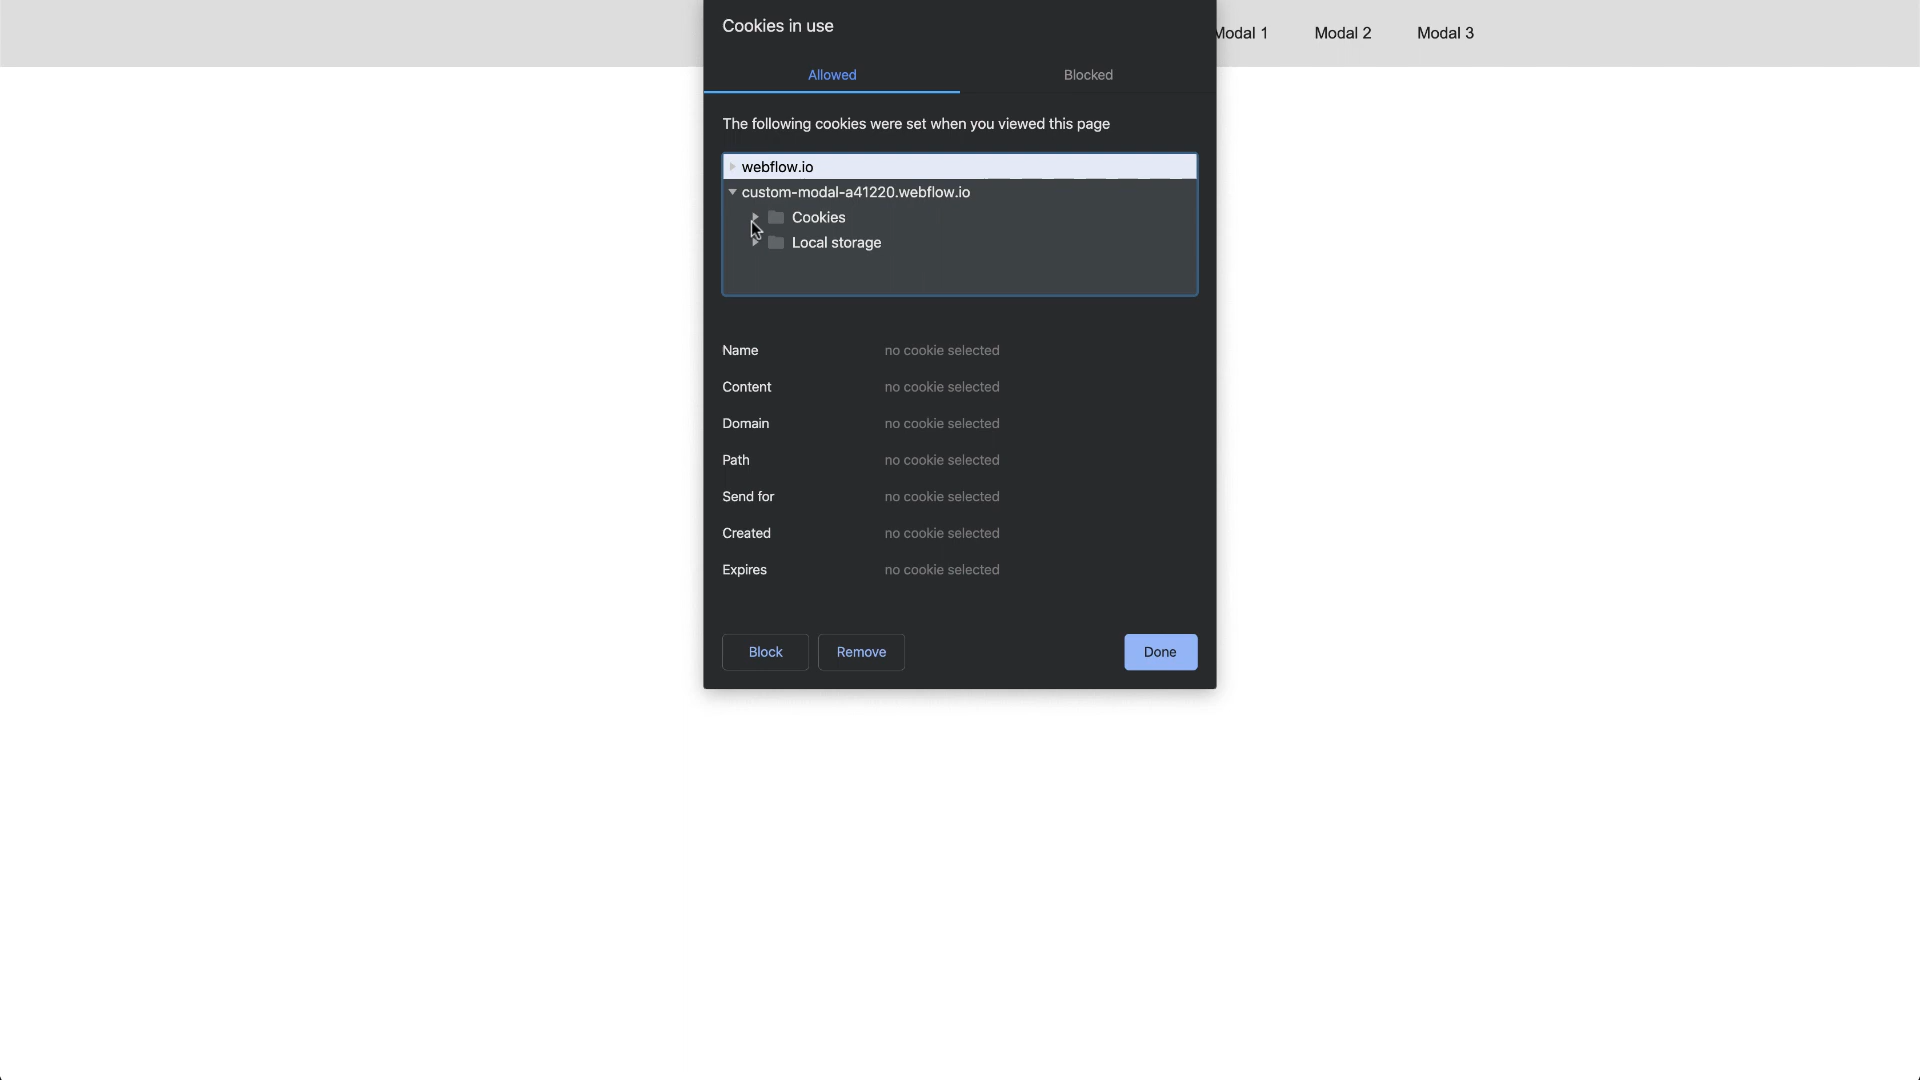 Cookies in use
Modal 1 Modal 2 Modal 3
Allowed Blocked
The following cookies were set when you viewed this page
webflow.io
custom-modal-a41220.webflow.io
Cookies
Local storage
Name no cookie selected
Content no cookie selected
Domain no cookie selected
Path no cookie selected
Send for no cookie selected
Created no cookie selected
Expires no cookie selected
Block Remove Done